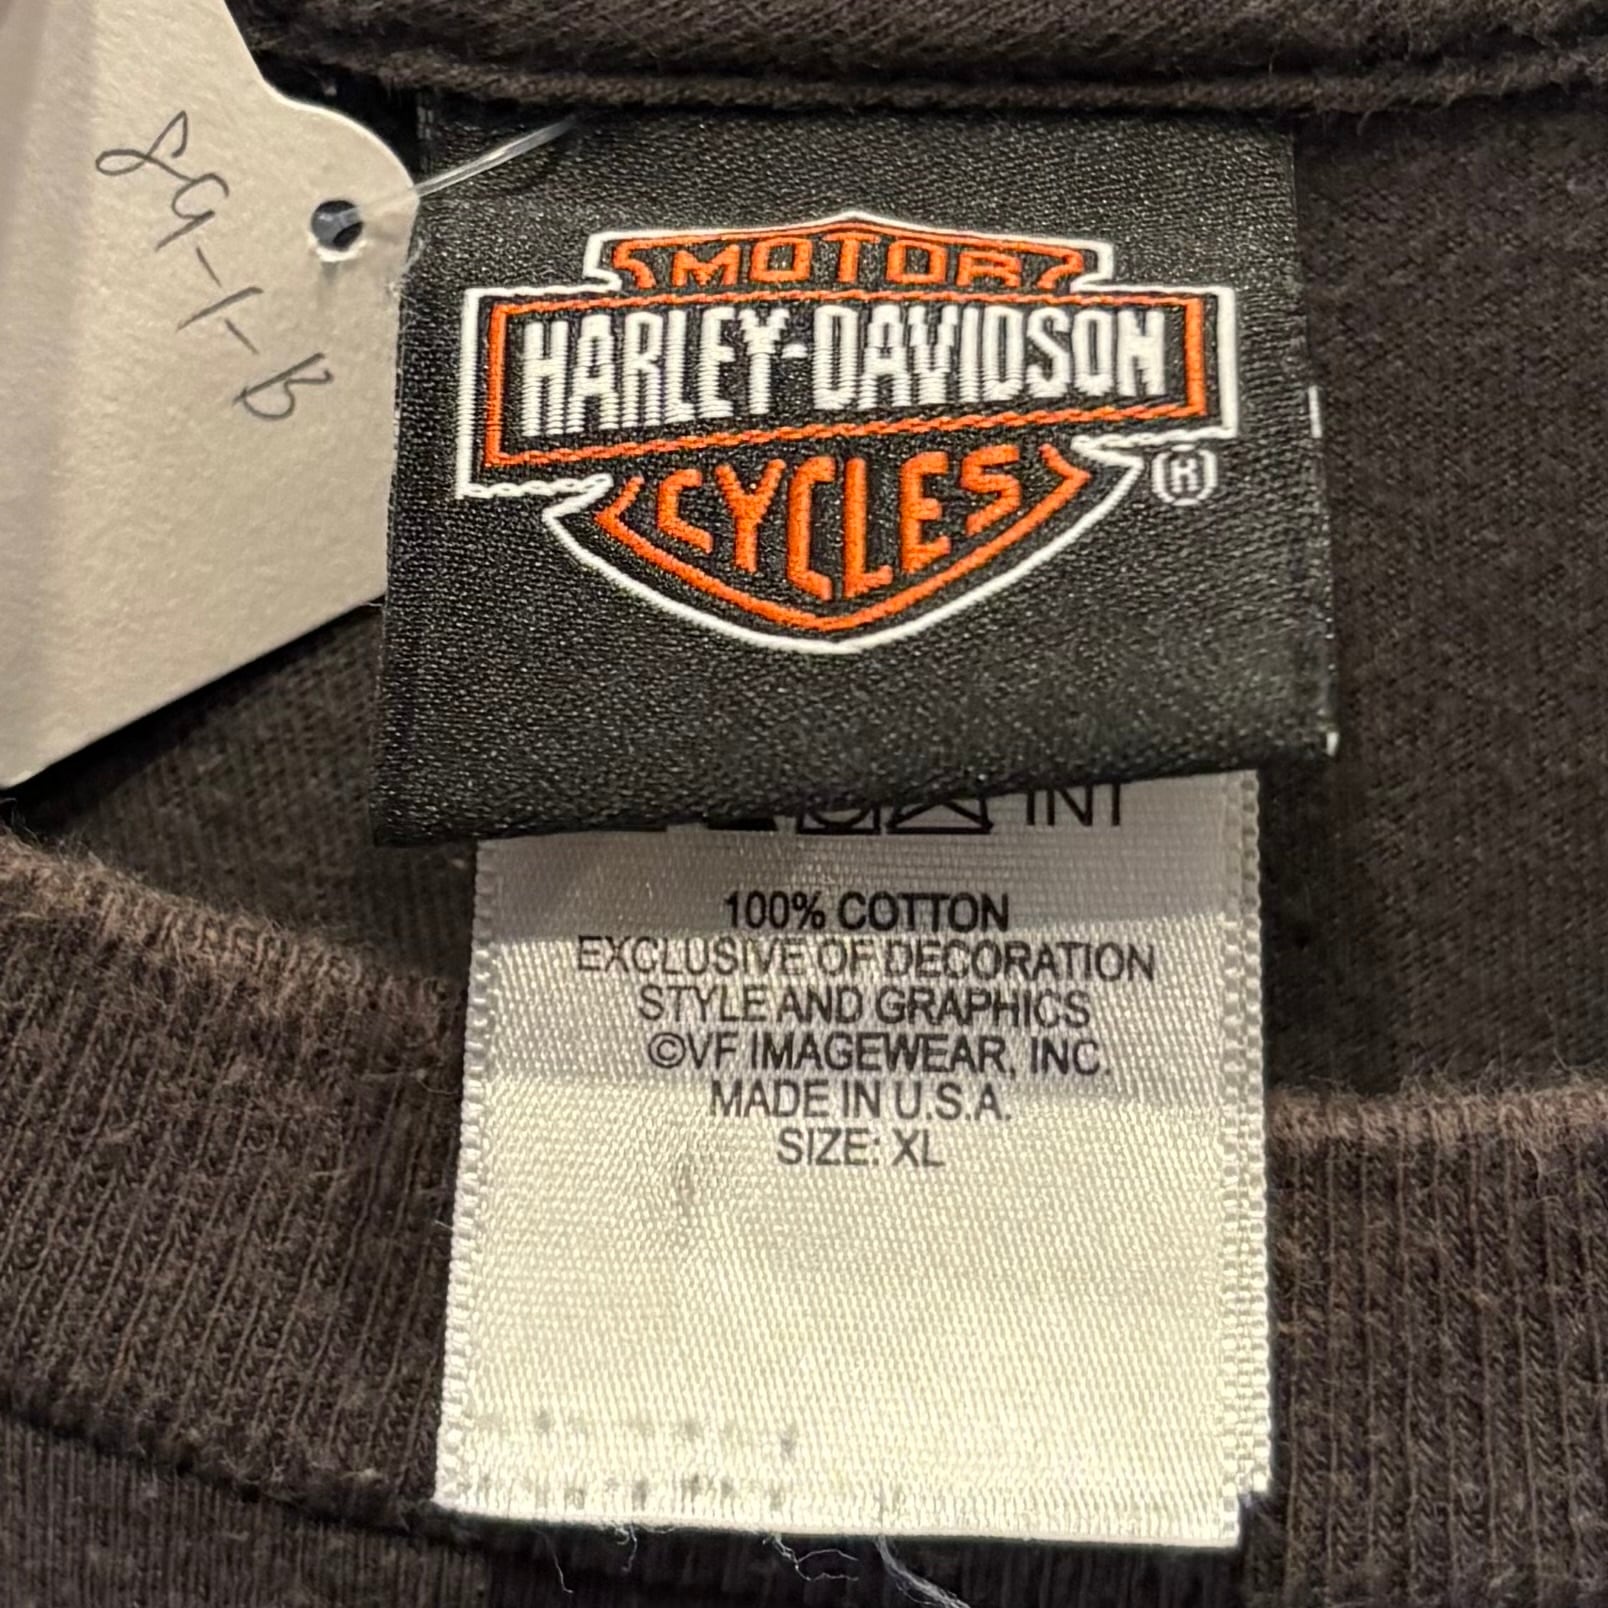 8G-1-B
MOTOR
HARLEY-DAVIDSON
CYCLES
®
INT
100% COTTON
EXCLUSIVE OF DECORATION
STYLE AND GRAPHICS
©VF IMAGEWEAR, INC.
MADE IN U.S.A.
SIZE: XL